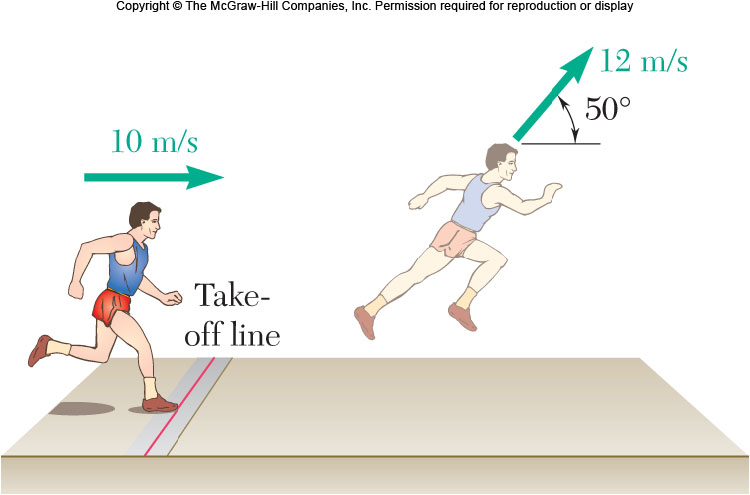 Copyright © The McGraw-Hill Companies, Inc. Permission required for reproduction or display
12 m/s
50°
10 m/s
Take-
off line